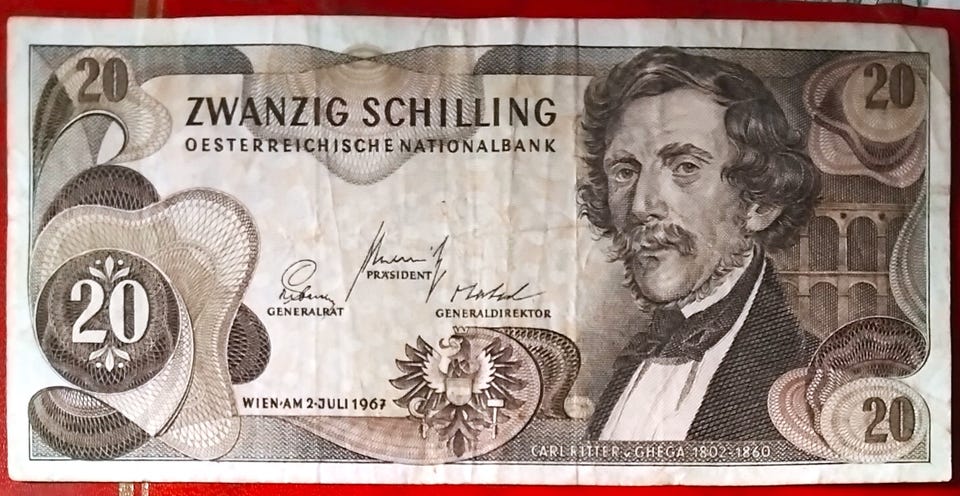 20
20
ZWANZIG SCHILLING
OESTERREICHISCHE NATIONALBANK
PRÄSIDENT
GENERALRAT
GENERALDIREKTOR
20
WIEN·AM 2·JULI 1967
20
CARL RITTER v. GHEGA 1802-1860